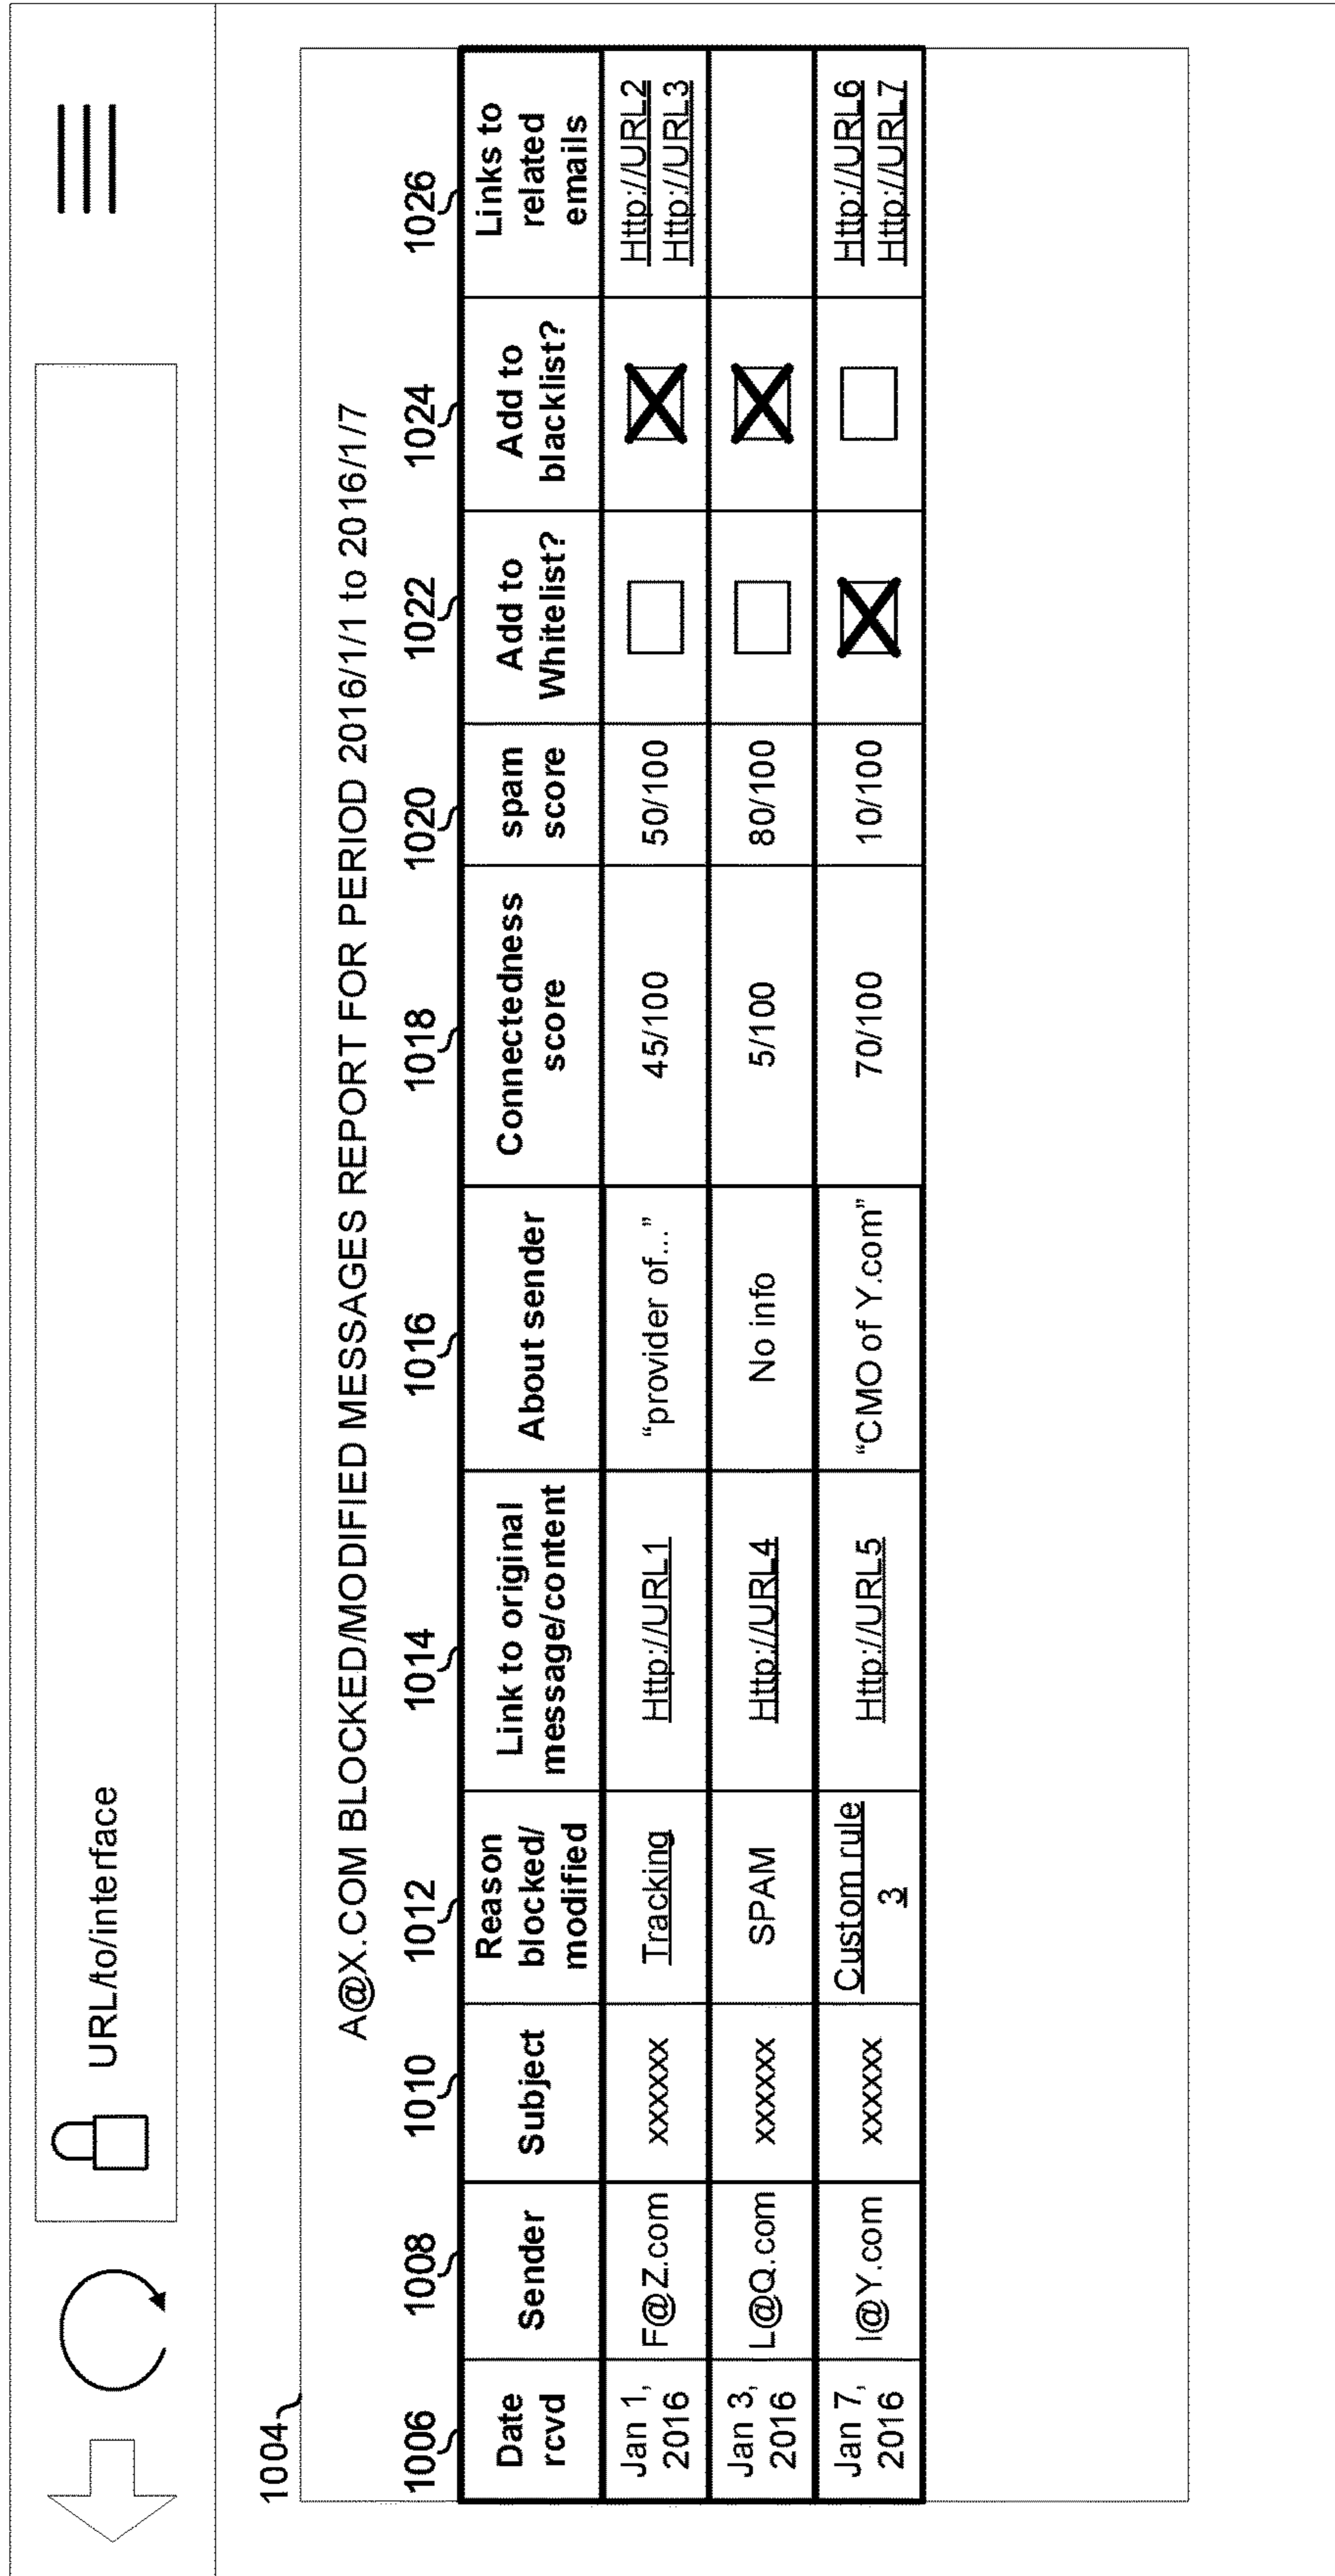 URL/to/interface
1004
A@X.COM BLOCKED/MODIFIED MESSAGES REPORT FOR PERIOD 2016/1/1 to 2016/1/7
1006 1008 1010 1012 1014 1016 1018 1020 1022 1024 1026
Date rcvd
Sender
Subject
Reason blocked/ modified
Link to original message/content
About sender
Connectedness score
spam score
Add to Whitelist?
Add to blacklist?
Links to related emails
Jan 1, 2016
F@Z.com
xxxxxx
Tracking
Http://URL1
“provider of...”
45/100
50/100
Http://URL2
Http://URL3
Jan 3, 2016
L@Q.com
xxxxxx
SPAM
Http://URL4
No info
5/100
80/100
Jan 7, 2016
I@Y.com
xxxxxx
Custom rule 3
Http://URL5
“CMO of Y.com”
70/100
10/100
Http://URL6
Http://URL7